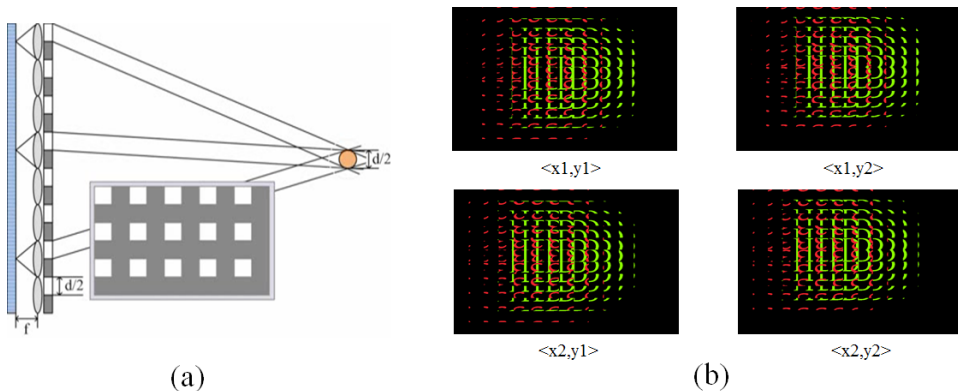 d/2
d/2
f
(a)
<x1,y1>
<x1,y2>
<x2,y1>
<x2,y2>
(b)